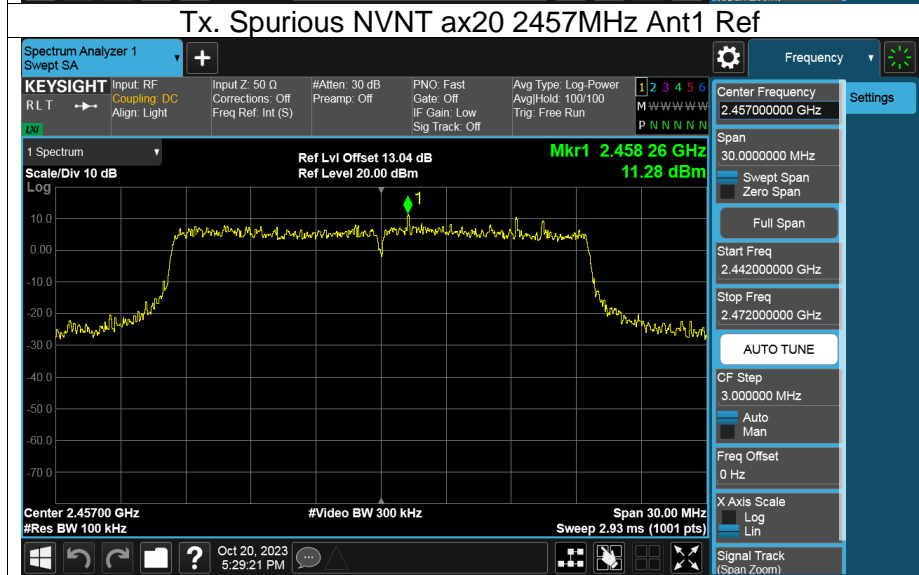 (Span Zoom)
Tx. Spurious NVNT ax20 2457MHz Ant1 Ref
Spectrum Analyzer 1
Swept SA
+
Frequency
KEYSIGHT
RLT
LXI
Input: RF
Coupling: DC
Align: Light
Input Z: 50 Ω
Corrections: Off
Freq Ref: Int (S)
#Atten: 30 dB
Preamp: Off
PNO: Fast
Gate: Off
IF Gain: Low
Sig Track: Off
Avg Type: Log-Power
Avg|Hold: 100/100
Trig: Free Run
1 2 3 4 5 6
M W W W W W
P N N N N N
1 Spectrum
Scale/Div 10 dB
Ref Lvl Offset 13.04 dB
Ref Level 20.00 dBm
Mkr1 2.458 26 GHz
11.28 dBm
Log
1
10.0
0.00
-10.0
-20.0
-30.0
-40.0
-50.0
-60.0
-70.0
Center 2.45700 GHz
#Res BW 100 kHz
#Video BW 300 kHz
Span 30.00 MHz
Sweep 2.93 ms (1001 pts)
?
Oct 20, 2023
5:29:21 PM
Center Frequency
2.457000000 GHz
Settings
Span
30.0000000 MHz
Swept Span
Zero Span
Full Span
Start Freq
2.442000000 GHz
Stop Freq
2.472000000 GHz
AUTO TUNE
CF Step
3.000000 MHz
Auto
Man
Freq Offset
0 Hz
X Axis Scale
Log
Lin
Signal Track
(Span Zoom)